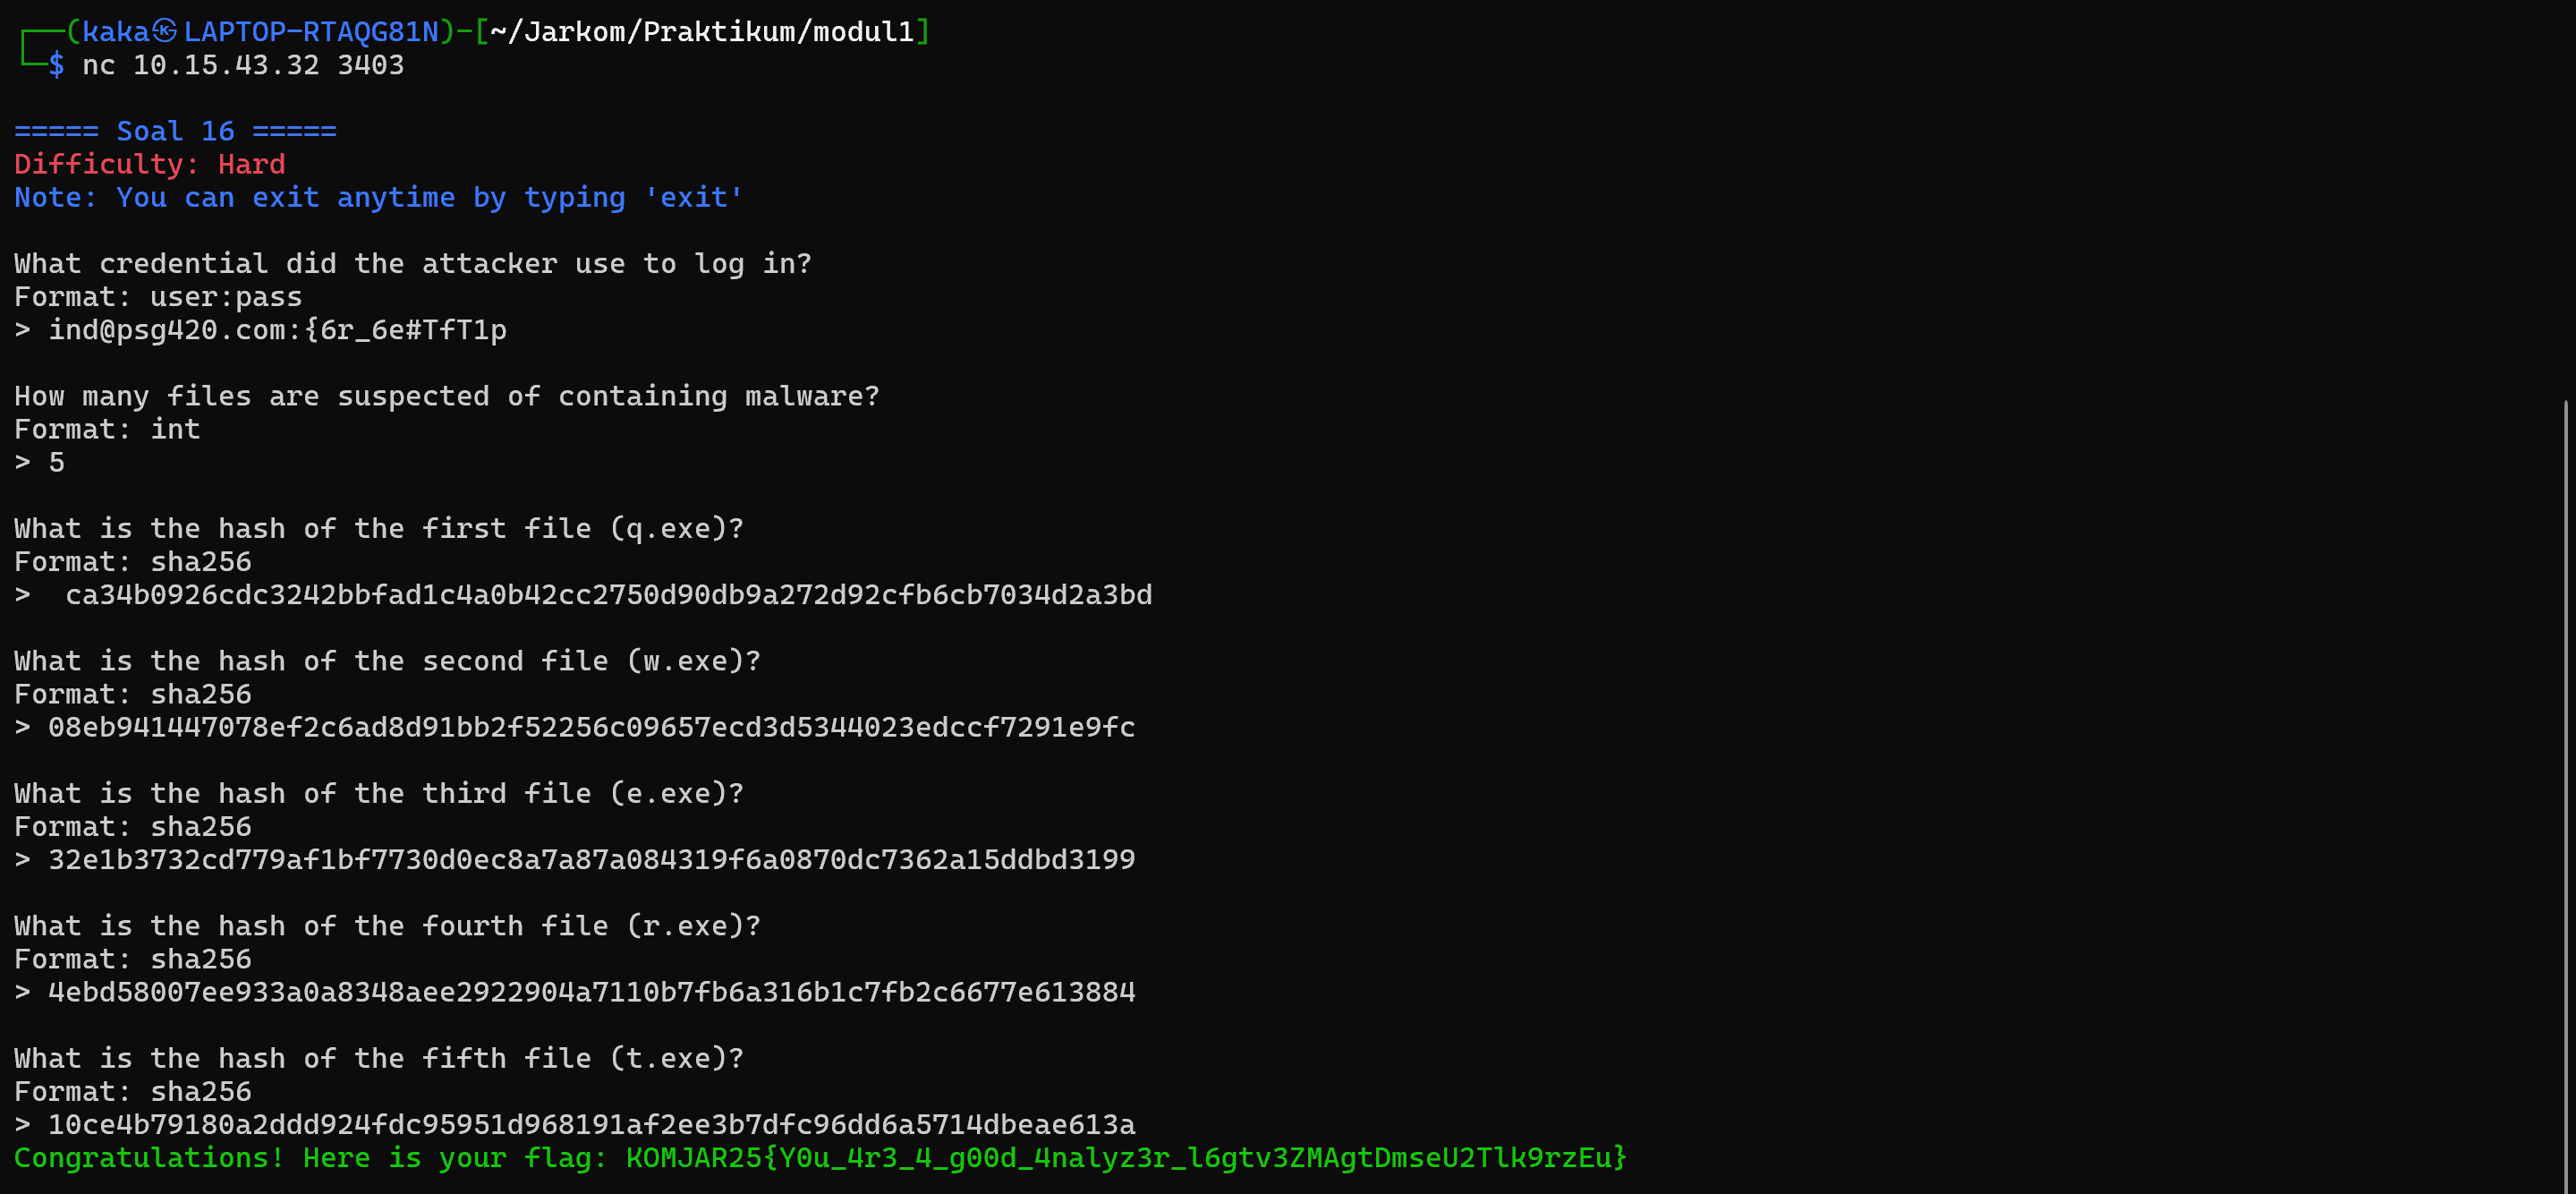 ┌──(kaka㉿LAPTOP-RTAQG81N)-[~/Jarkom/Praktikum/modul1]
└─$ nc 10.15.43.32 3403
===== Soal 16 =====
Difficulty: Hard
Note: You can exit anytime by typing 'exit'
What credential did the attacker use to log in?
Format: user:pass
> ind@psg420.com:{6r_6e#TfT1p
How many files are suspected of containing malware?
Format: int
> 5
What is the hash of the first file (q.exe)?
Format: sha256
>  ca34b0926cdc3242bbfad1c4a0b42cc2750d90db9a272d92cfb6cb7034d2a3bd
What is the hash of the second file (w.exe)?
Format: sha256
> 08eb941447078ef2c6ad8d91bb2f52256c09657ecd3d5344023edccf7291e9fc
What is the hash of the third file (e.exe)?
Format: sha256
> 32e1b3732cd779af1bf7730d0ec8a7a87a084319f6a0870dc7362a15ddbd3199
What is the hash of the fourth file (r.exe)?
Format: sha256
> 4ebd58007ee933a0a8348aee2922904a7110b7fb6a316b1c7fb2c6677e613884
What is the hash of the fifth file (t.exe)?
Format: sha256
> 10ce4b79180a2ddd924fdc95951d968191af2ee3b7dfc96dd6a5714dbeae613a
Congratulations! Here is your flag: KOMJAR25{Y0u_4r3_4_g00d_4nalyz3r_l6gtv3ZMAgtDmseU2Tlk9rzEu}